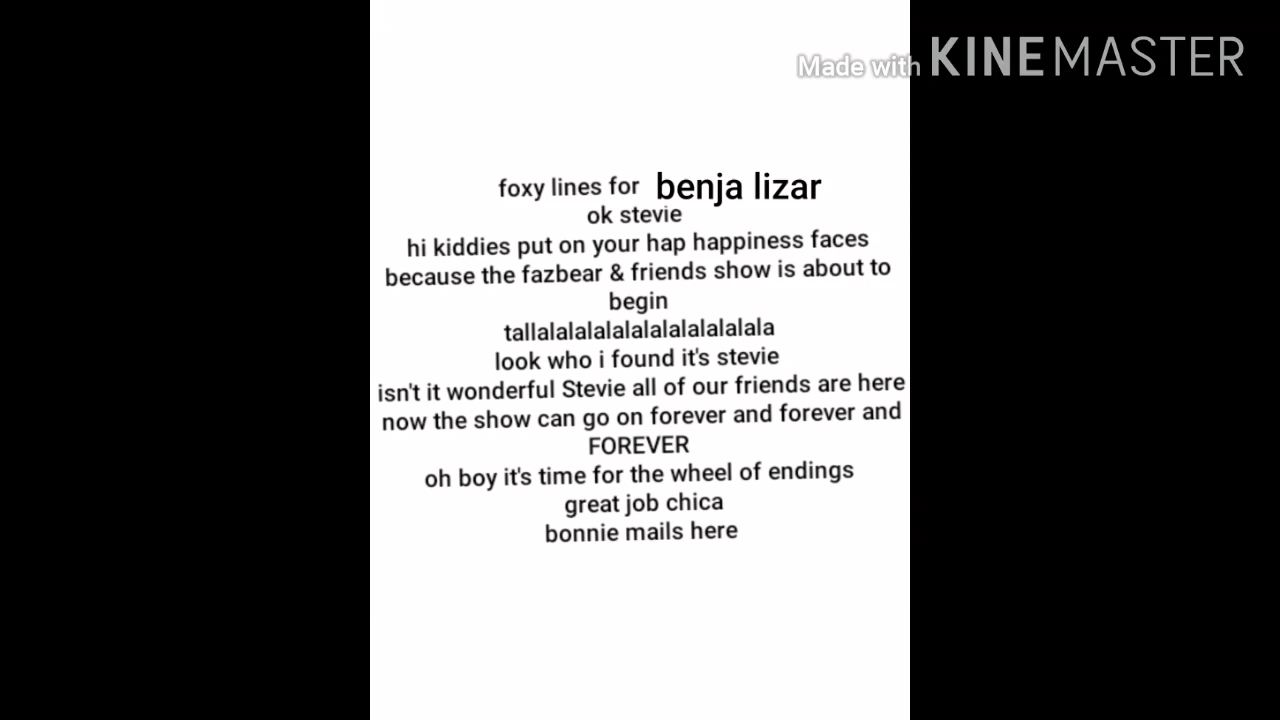 Made with KINEMASTER
foxy lines for benja lizar
ok stevie
hi kiddies put on your hap happiness faces
because the fazbear & friends show is about to
begin
tallalalalalalalalalalalalala
look who i found it's stevie
isn't it wonderful Stevie all of our friends are here
now the show can go on forever and forever and
FOREVER
oh boy it's time for the wheel of endings
great job chica
bonnie mails here